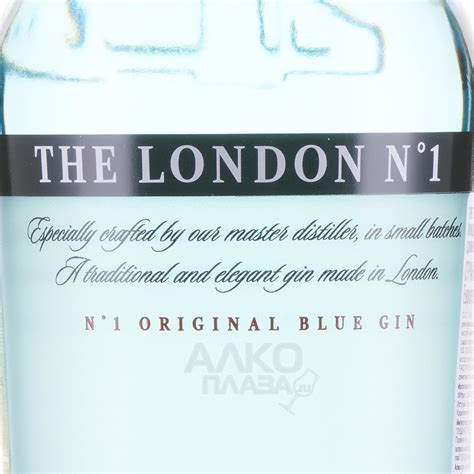 THE LONDON N°1
Especially crafted by our master distiller, in small batches.
A traditional and elegant gin made in London.
N°1 ORIGINAL BLUE GIN
АЛКО
ПЛАЗА.ru